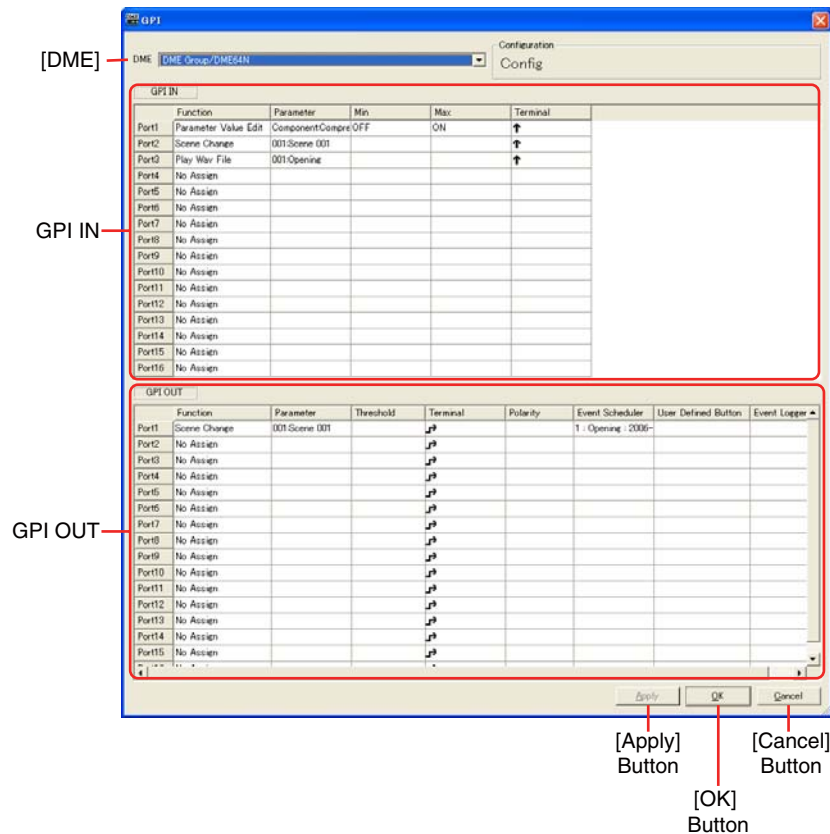 GPI
[DME]
DME DME Group/DME64N
Configuration
Config
GPI IN
Function Parameter Min Max Terminal
Port1 Parameter Value Edit Component:Compre OFF ON
Port2 Scene Change 001:Scene 001
Port3 Play Wav File 001:Opening
Port4 No Assign
Port5 No Assign
Port6 No Assign
Port7 No Assign
GPI IN
Port8 No Assign
Port9 No Assign
Port10 No Assign
Port11 No Assign
Port12 No Assign
Port13 No Assign
Port14 No Assign
Port15 No Assign
Port16 No Assign
GPI OUT
Function Parameter Threshold Terminal Polarity Event Scheduler User Defined Button Event Logger
Port1 Scene Change 001:Scene 001 1 : Opening : 2006-
Port2 No Assign
Port3 No Assign
Port4 No Assign
Port5 No Assign
Port6 No Assign
Port7 No Assign
GPI OUT
Port8 No Assign
Port9 No Assign
Port10 No Assign
Port11 No Assign
Port12 No Assign
Port13 No Assign
Port14 No Assign
Port15 No Assign
Apply OK Cancel
[Apply]
Button
[Cancel]
Button
[OK]
Button